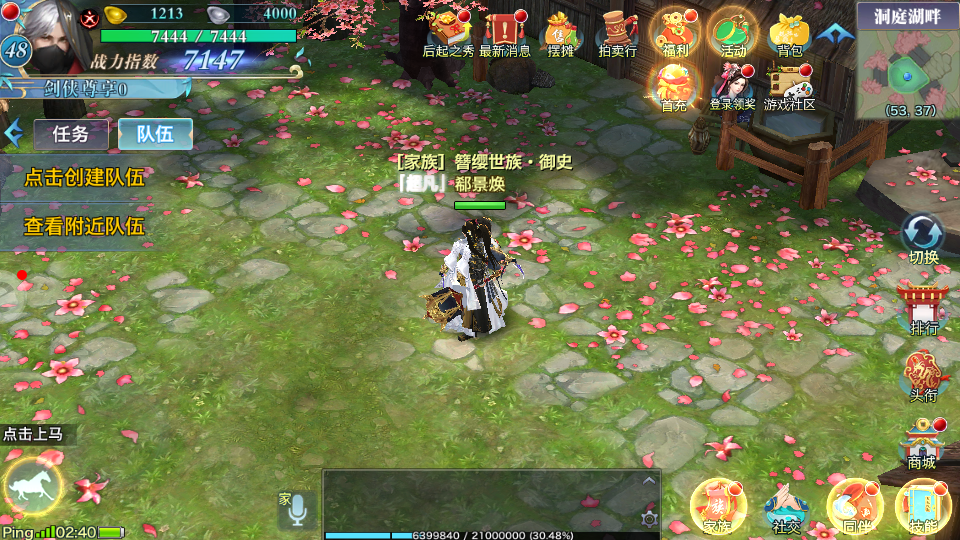 1213
4000
48
7444 / 7444
战力指数 7147
剑侠尊享0
后起之秀
最新消息
摆摊
拍卖行
福利
活动
背包
洞庭湖畔
首充
登录领奖
游戏社区
(53, 37)
任务
队伍
点击创建队伍
查看附近队伍
[家族] 簪缨世族·御史
「超凡」郗景焕
切换
排行
头衔
商城
点击上马
家
家族
社交
同伴
技能
Ping
02:40
6399840 / 21000000 (30.48%)